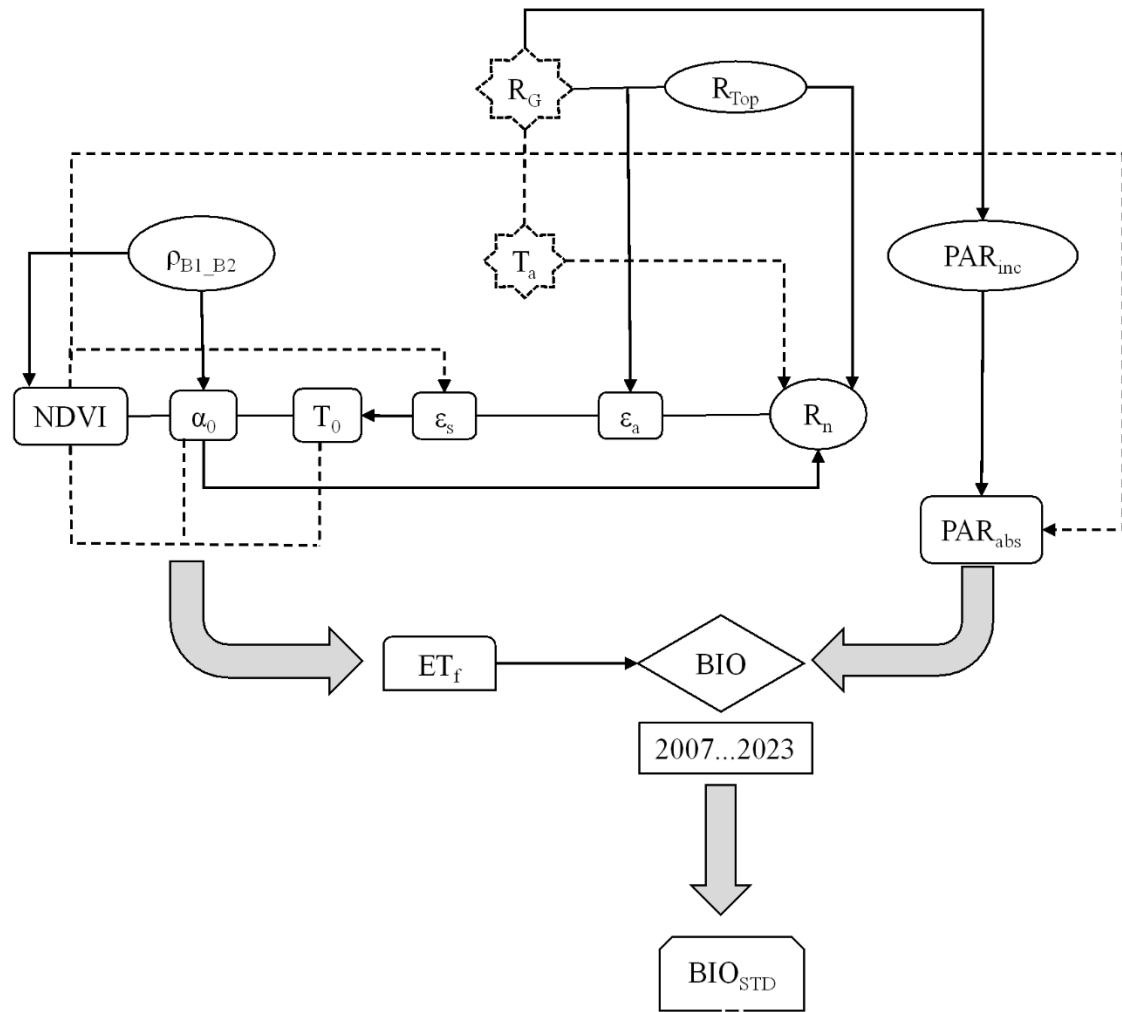 R_G
R_Top
ρ_B1_B2
T_a
PAR_inc
NDVI
α_0
T_0
ε_s
ε_a
R_n
PAR_abs
ET_f
BIO
2007...2023
BIO_STD